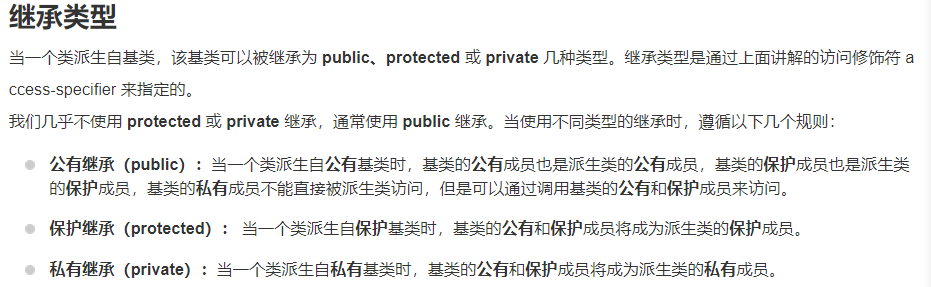 继承类型
当一个类派生自基类，该基类可以被继承为 public、protected 或 private 几种类型。继承类型是通过上面讲解的访问修饰符 a
ccess-specifier 来指定的。
我们几乎不使用 protected 或 private 继承，通常使用 public 继承。当使用不同类型的继承时，遵循以下几个规则：
公有继承（public）：当一个类派生自公有基类时，基类的公有成员也是派生类的公有成员，基类的保护成员也是派生类
的保护成员，基类的私有成员不能直接被派生类访问，但是可以通过调用基类的公有和保护成员来访问。
保护继承（protected）： 当一个类派生自保护基类时，基类的公有和保护成员将成为派生类的保护成员。
私有继承（private）：当一个类派生自私有基类时，基类的公有和保护成员将成为派生类的私有成员。